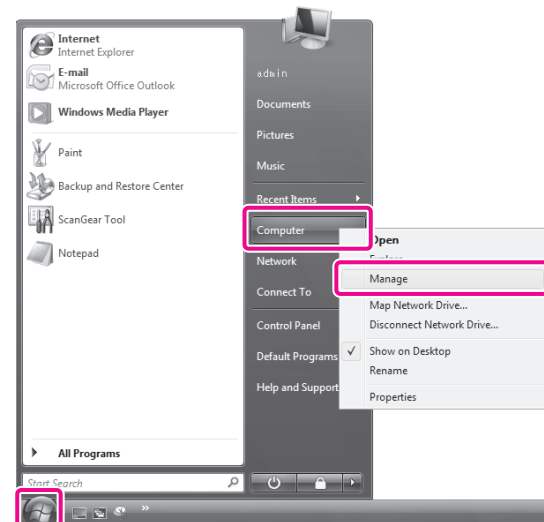 Internet
Internet Explorer
E-mail
Microsoft Office Outlook
Windows Media Player
Paint
Backup and Restore Center
ScanGear Tool
Notepad
All Programs
Start Search
admin
Documents
Pictures
Music
Recent Items
Computer
Network
Connect To
Control Panel
Default Programs
Help and Support
Open
Manage
Map Network Drive...
Disconnect Network Drive...
Show on Desktop
Rename
Properties